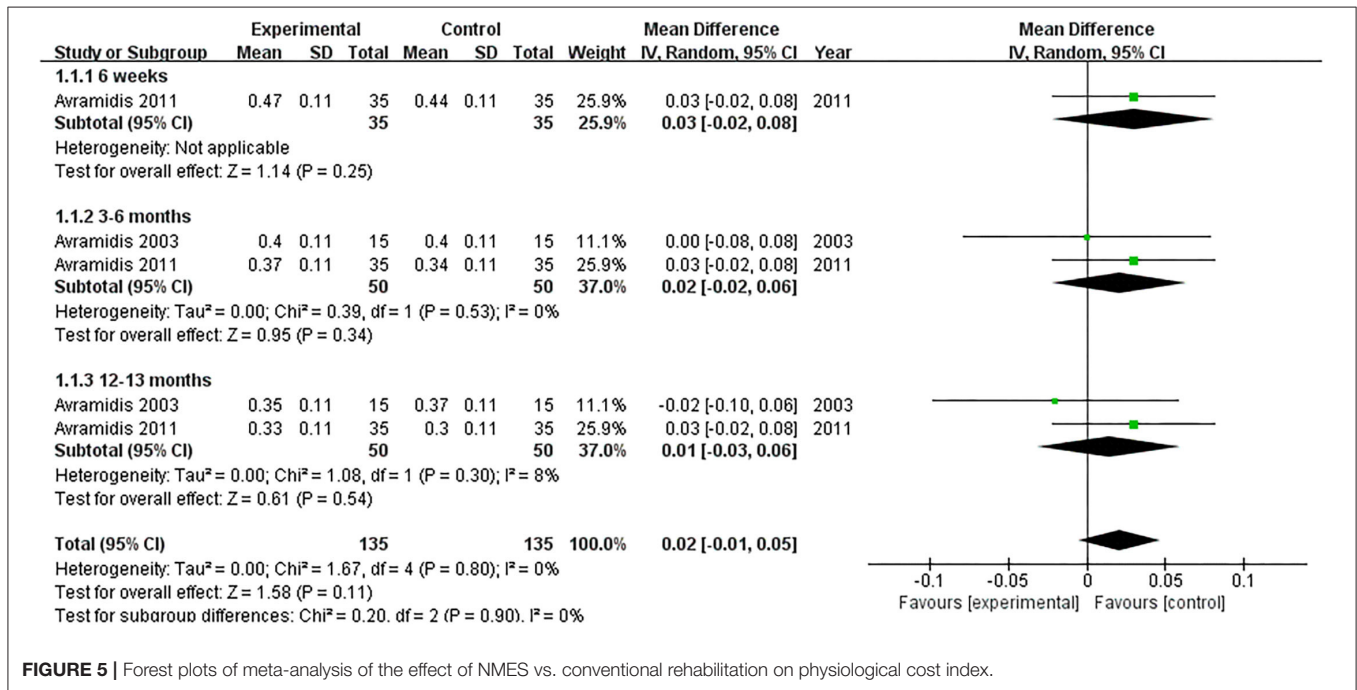 Experimental Control Mean Difference Mean Difference
Study or Subgroup Mean SD Total Mean SD Total Weight IV, Random, 95% CI Year IV, Random, 95% CI
1.1.1 6 weeks
Avramidis 2011 0.47 0.11 35 0.44 0.11 35 25.9% 0.03 [-0.02, 0.08] 2011
Subtotal (95% CI) 35 35 25.9% 0.03 [-0.02, 0.08]
Heterogeneity: Not applicable
Test for overall effect: Z = 1.14 (P = 0.25)
1.1.2 3-6 months
Avramidis 2003 0.4 0.11 15 0.4 0.11 15 11.1% 0.00 [-0.08, 0.08] 2003
Avramidis 2011 0.37 0.11 35 0.34 0.11 35 25.9% 0.03 [-0.02, 0.08] 2011
Subtotal (95% CI) 50 50 37.0% 0.02 [-0.02, 0.06]
Heterogeneity: Tau² = 0.00; Chi² = 0.39, df = 1 (P = 0.53); I² = 0%
Test for overall effect: Z = 0.95 (P = 0.34)
1.1.3 12-13 months
Avramidis 2003 0.35 0.11 15 0.37 0.11 15 11.1% -0.02 [-0.10, 0.06] 2003
Avramidis 2011 0.33 0.11 35 0.3 0.11 35 25.9% 0.03 [-0.02, 0.08] 2011
Subtotal (95% CI) 50 50 37.0% 0.01 [-0.03, 0.06]
Heterogeneity: Tau² = 0.00; Chi² = 1.08, df = 1 (P = 0.30); I² = 8%
Test for overall effect: Z = 0.61 (P = 0.54)
Total (95% CI) 135 135 100.0% 0.02 [-0.01, 0.05]
Heterogeneity: Tau² = 0.00; Chi² = 1.67, df = 4 (P = 0.80); I² = 0%
Test for overall effect: Z = 1.58 (P = 0.11)
Test for subgroup differences: Chi² = 0.20, df = 2 (P = 0.90), I² = 0%
-0.1 -0.05 0 0.05 0.1
Favours [experimental] Favours [control]
FIGURE 5 | Forest plots of meta-analysis of the effect of NMES vs. conventional rehabilitation on physiological cost index.